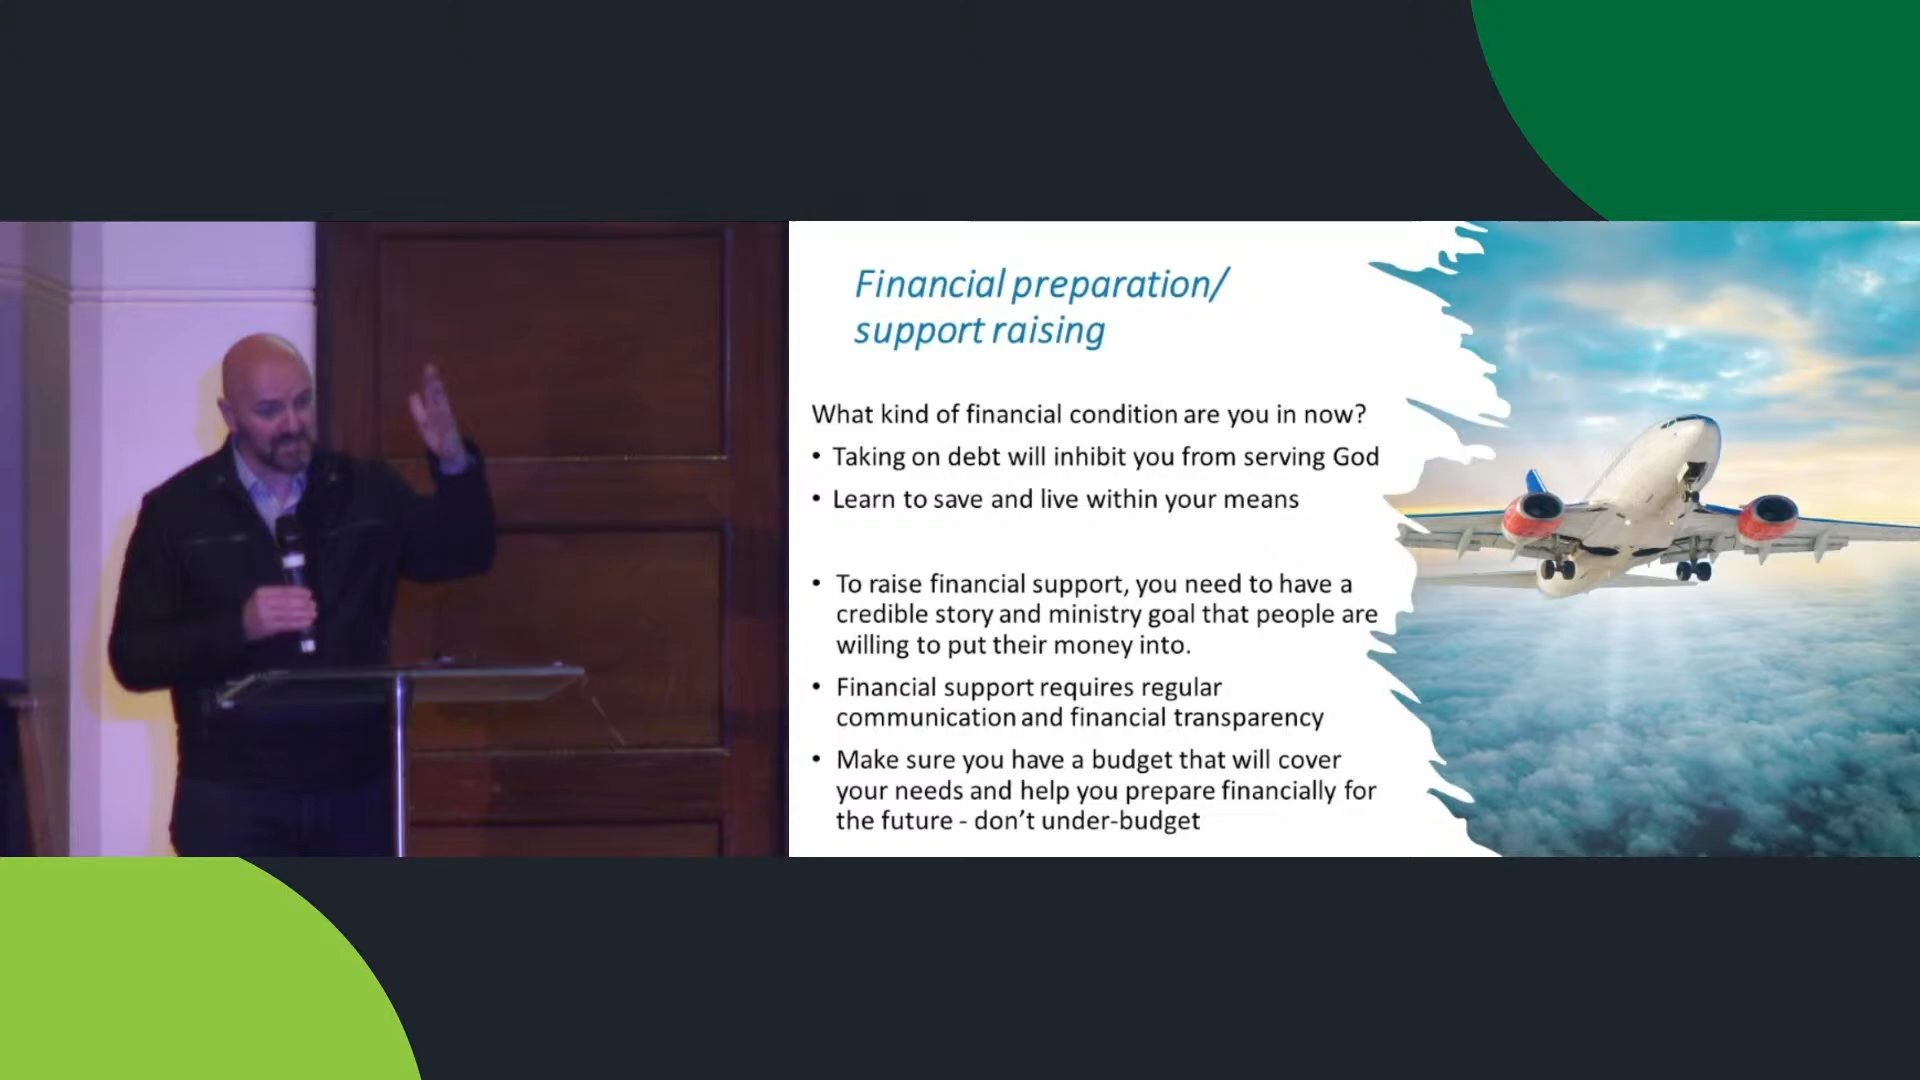 Financial preparation/
support raising
What kind of financial condition are you in now?
• Taking on debt will inhibit you from serving God
• Learn to save and live within your means
• To raise financial support, you need to have a
credible story and ministry goal that people are
willing to put their money into.
• Financial support requires regular
communication and financial transparency
• Make sure you have a budget that will cover
your needs and help you prepare financially for
the future - don’t under-budget